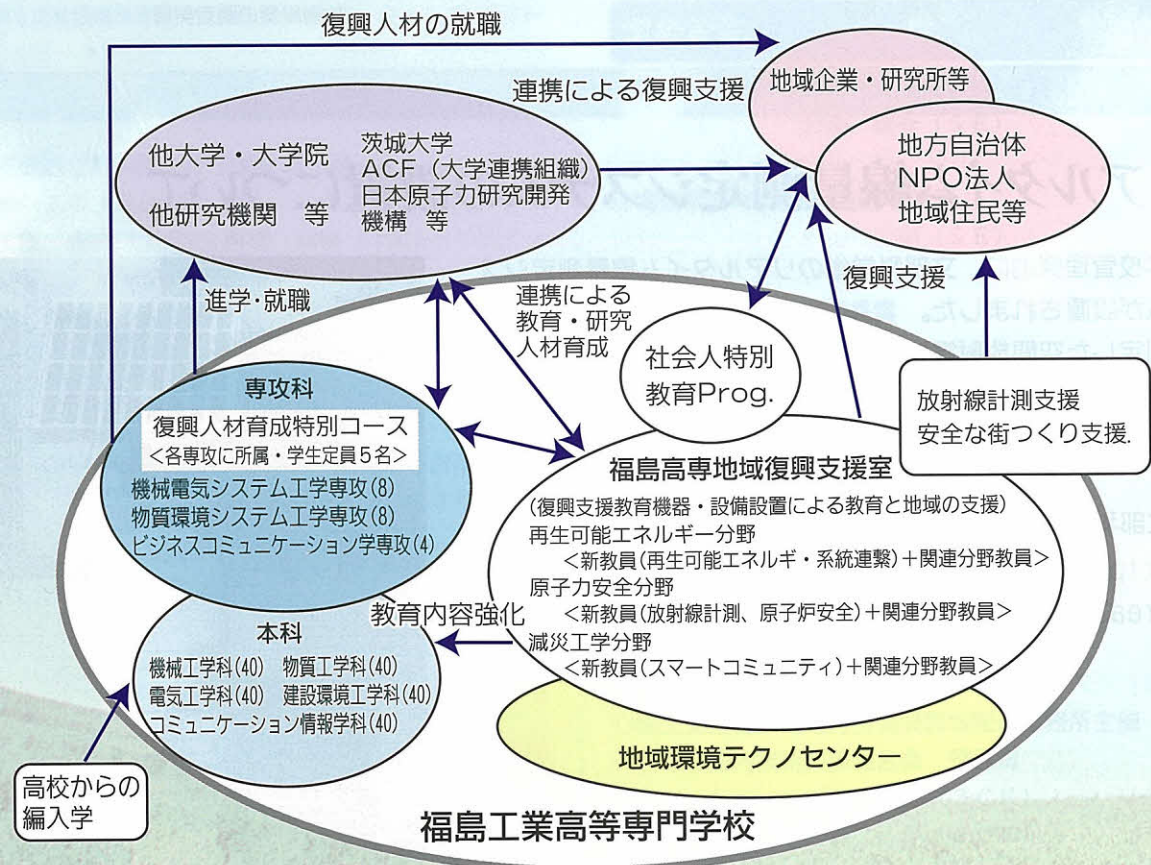 復興人材の就職
連携による復興支援
地域企業・研究所等
地方自治体
NPO法人
地域住民等
他大学・大学院
他研究機関 等
茨城大学
ACF(大学連携組織)
日本原子力研究開発
機構 等
進学・就職
連携による
教育・研究
人材育成
復興支援
社会人特別
教育Prog.
放射線計測支援
安全な街つくり支援.
専攻科
復興人材育成特別コース
<各専攻に所属・学生定員5名>
機械電気システム工学専攻(8)
物質環境システム工学専攻(8)
ビジネスコミュニケーション学専攻(4)
福島高専地域復興支援室
(復興支援教育機器・設備設置による教育と地域の支援)
再生可能エネルギー分野
<新教員(再生可能エネルギ・系統連繋)+関連分野教員>
原子力安全分野
<新教員(放射線計測、原子炉安全)+関連分野教員>
減災工学分野
<新教員(スマートコミュニティ)+関連分野教員>
教育内容強化
本科
機械工学科(40) 物質工学科(40)
電気工学科(40) 建設環境工学科(40)
コミュニケーション情報学科(40)
地域環境テクノセンター
高校からの
編入学
福島工業高等専門学校